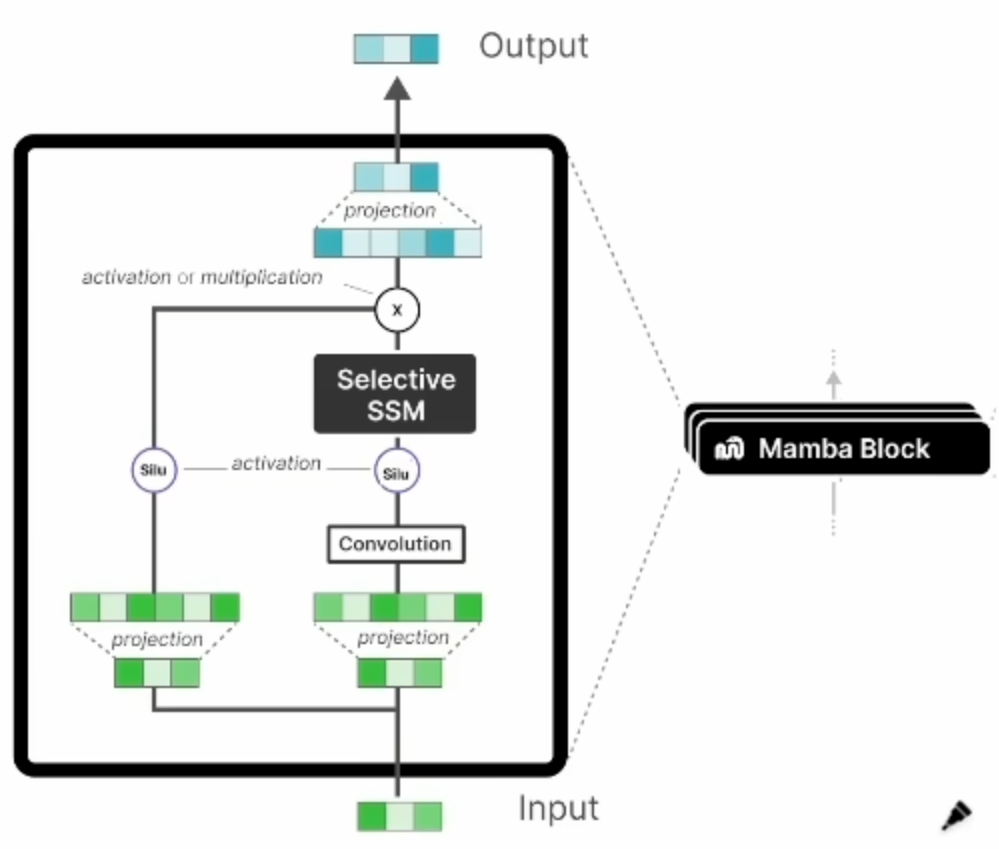 Output
projection
activation or multiplication
X
Selective
SSM
Silu
activation
Silu
Mamba Block
Convolution
projection
projection
Input